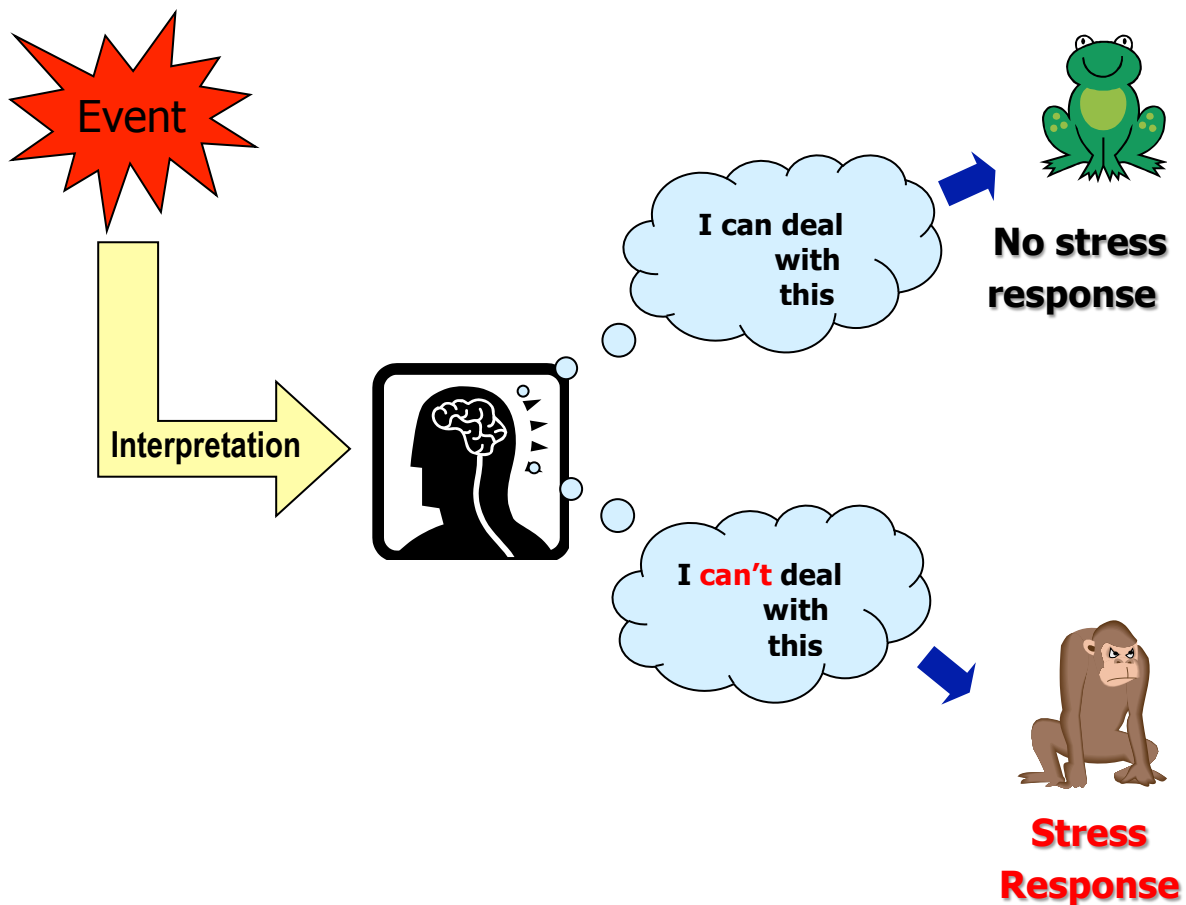 Event
Interpretation
I can deal
with
this
No stress
response
I can’t deal
with
this
Stress
Response